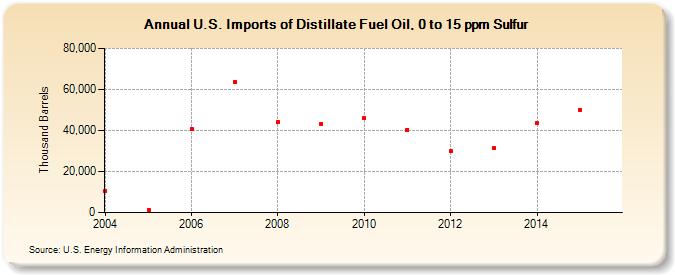 Annual U.S. Imports of Distillate Fuel Oil, 0 to 15 ppm Sulfur
Thousand Barrels
80,000
60,000
40,000
20,000
0
2004 2006 2008 2010 2012 2014
Source: U.S. Energy Information Administration